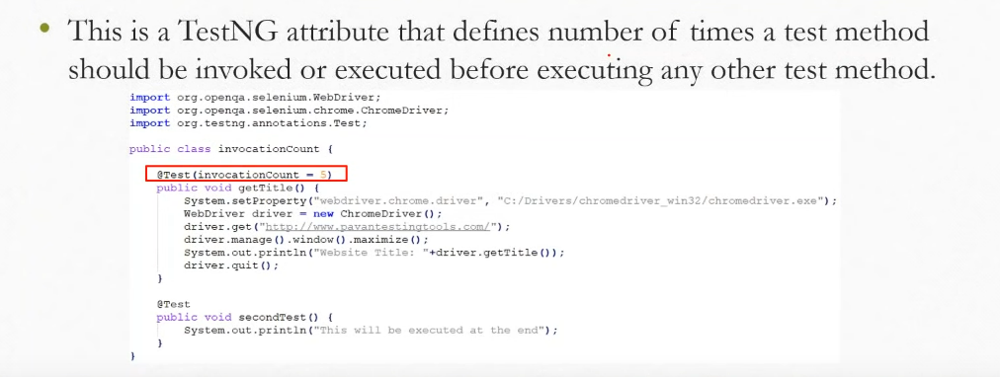 • This is a TestNG attribute that defines number of times a test method
should be invoked or executed before executing any other test method.
import org.openqa.selenium.WebDriver;
import org.openqa.selenium.chrome.ChromeDriver;
import org.testng.annotations.Test;
public class invocationCount {
@Test(invocationCount = 5)
public void getTitle() {
System.setProperty("webdriver.chrome.driver", "C:/Drivers/chromedriver_win32/chromedriver.exe");
WebDriver driver = new ChromeDriver();
driver.get("http://www.pavantestingtools.com/");
driver.manage().window().maximize();
System.out.println("Website Title: "+driver.getTitle());
driver.quit();
}
@Test
public void secondTest() {
System.out.println("This will be executed at the end");
}
}